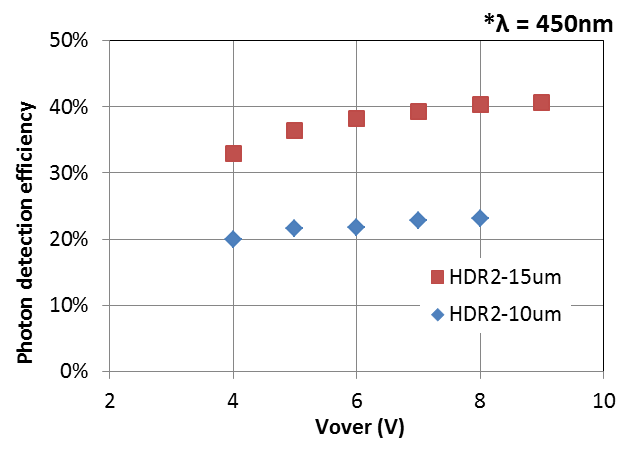 *λ = 450nm
50%
40%
30%
20%
10%
0%
Photon detection efficiency
HDR2-15um
HDR2-10um
2 4 6 8 10
Vover (V)